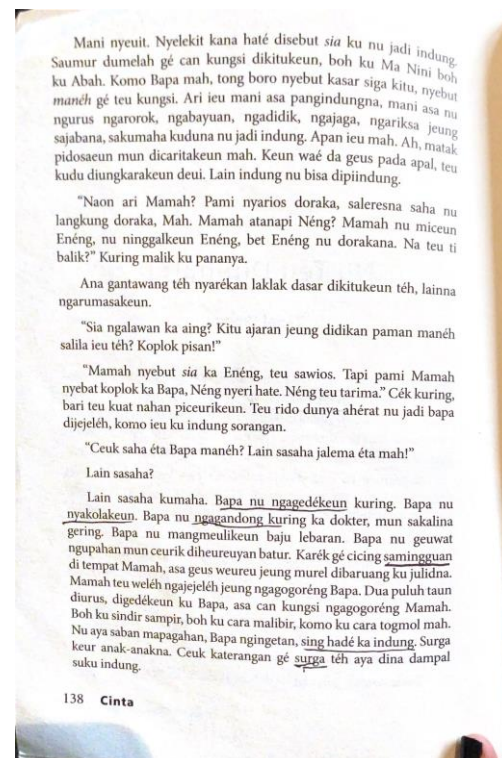 Mani nyeuit. Nyelekit kana haté disebut sia ku nu jadi indung.
Saumur dumelah gé can kungsi dikitukeun, boh ku Ma Nini boh
ku Abah. Komo Bapa mah, tong boro nyebut kasar siga kitu, nyebut
manéh gé teu kungsi. Ari ieu mani asa pangindungna, mani asa nu
ngurus ngarorok, ngabayuan, ngadidik, ngajaga, ngariksa jeung
sajabana, sakumaha kuduna nu jadi indung. Apan ieu mah. Ah, matak
pidosaeun mun dicaritakeun mah. Keun waé da geus pada apal, teu
kudu diungkarakeun deui. Lain indung nu bisa dipiindung.
"Naon ari Mamah? Pami nyarios doraka, saleresna saha nu
langkung doraka, Mah. Mamah atanapi Néng? Mamah nu miceun
Enéng, nu ninggalkeun Enéng, bet Enéng nu dorakana. Na teu ti
balik?" Kuring malik ku pananya.
Ana gantawang téh nyarékan laklak dasar dikitukeun téh, lainna
ngarumasakeun.
"Sia ngalawan ka aing? Kitu ajaran jeung didikan paman manéh
salila ieu téh? Koplok pisan!"
"Mamah nyebut sia ka Enéng, teu sawios. Tapi pami Mamah
nyebat koplok ka Bapa, Néng nyeri hate. Néng teu tarima." Cék kuring,
bari teu kuat nahan piceurikeun. Teu rido dunya ahérat nu jadi bapa
dijejeléh, komo ieu ku indung sorangan.
"Ceuk saha éta Bapa manéh? Lain sasaha jalema éta mah!"
Lain sasaha?
Lain sasaha kumaha. Bapa nu ngagedékeun kuring. Bapa nu
nyakolakeun. Bapa nu ngagandong kuring ka dokter, mun sakalina
gering. Bapa nu mangmeulikeun baju lebaran. Bapa nu geuwat
ngupahan mun ceurik diheureuyan batur. Karék gé cicing samingguan
di tempat Mamah, asa geus weureu jeung murel dibaruang ku julidna.
Mamah teu weléh ngajejeléh jeung ngagogoréng Bapa. Dua puluh taun
diurus, digedékeun ku Bapa, asa can kungsi ngagogoréng Mamah.
Boh ku sindir sampir, boh ku cara malibir, komo ku cara togmol mah.
Nu aya saban mapagahan, Bapa ngingetan, sing hadé ka indung. Surga
keur anak-anakna. Ceuk katerangan gé surga téh aya dina dampal
suku indung.
138 Cinta